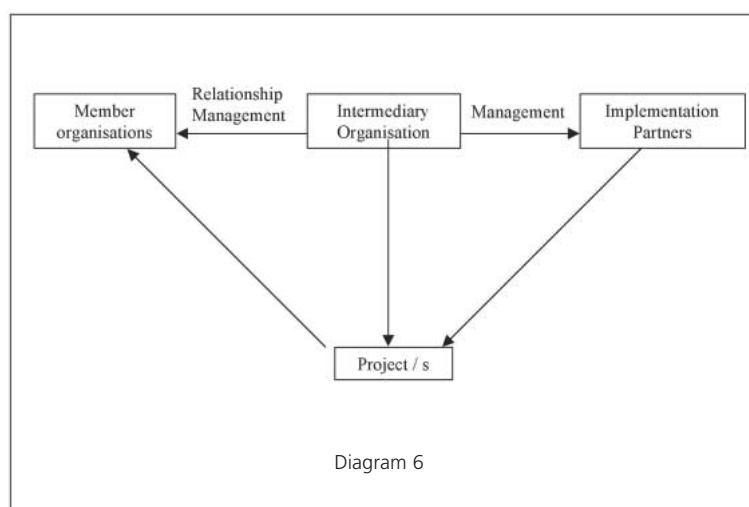 Member
organisations
Relationship
Management
Intermediary
Organisation
Management
Implementation
Partners
Project / s
Diagram 6